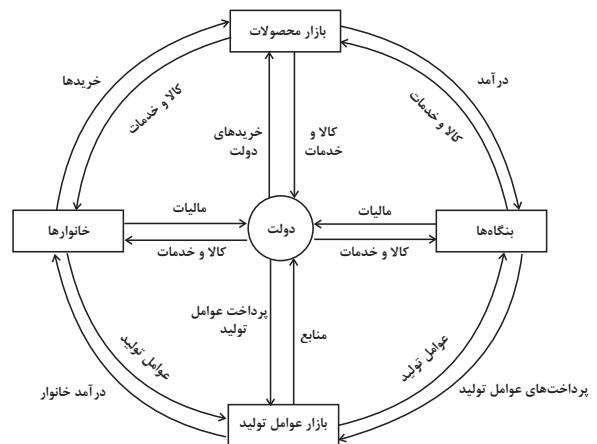 بازار محصولات
خریدها
درآمد
کالا و خدمات
کالا و خدمات
خریدهای
دولت
کالا و
خدمات
مالیات
مالیات
خانوارها
دولت
بنگاه‌ها
کالا و خدمات
کالا و خدمات
پرداخت عوامل
تولید
منابع
عوامل تولید
عوامل تولید
درآمد خانوار
پرداخت‌های عوامل تولید
بازار عوامل تولید